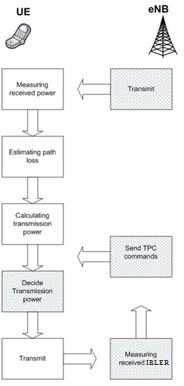 UE
eNB
Measuring
received power
Transmit
Estimating path
loss
Calculating
transmission
power
Send TPC
commands
Decide
Transmission
power
Transmit
Measuring
received IBLER